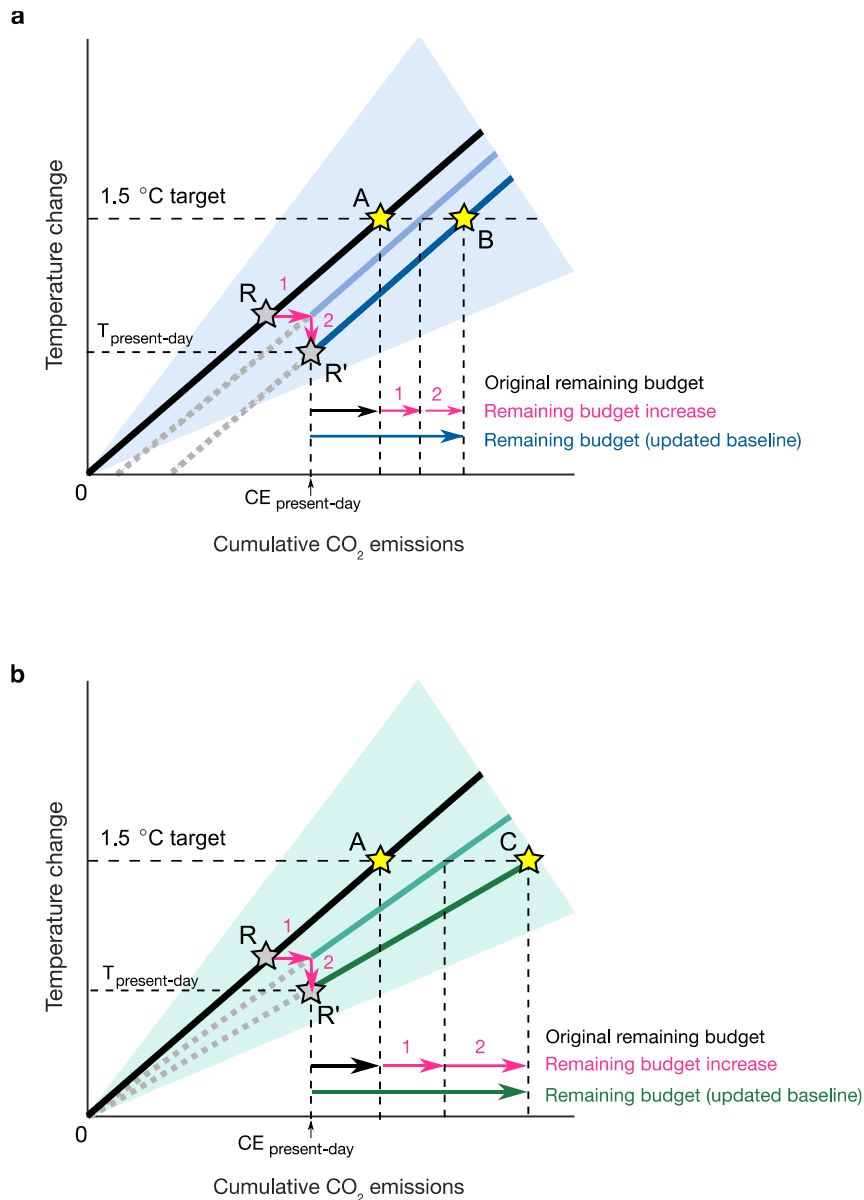 a
Temperature change
1.5 °C target
A
B
R
1
2
T present-day
R'
Original remaining budget
1 2
Remaining budget increase
Remaining budget (updated baseline)
0
CE present-day
Cumulative CO₂ emissions
b
Temperature change
1.5 °C target
A
C
R
1
2
T present-day
R'
Original remaining budget
1 2
Remaining budget increase
Remaining budget (updated baseline)
0
CE present-day
Cumulative CO₂ emissions